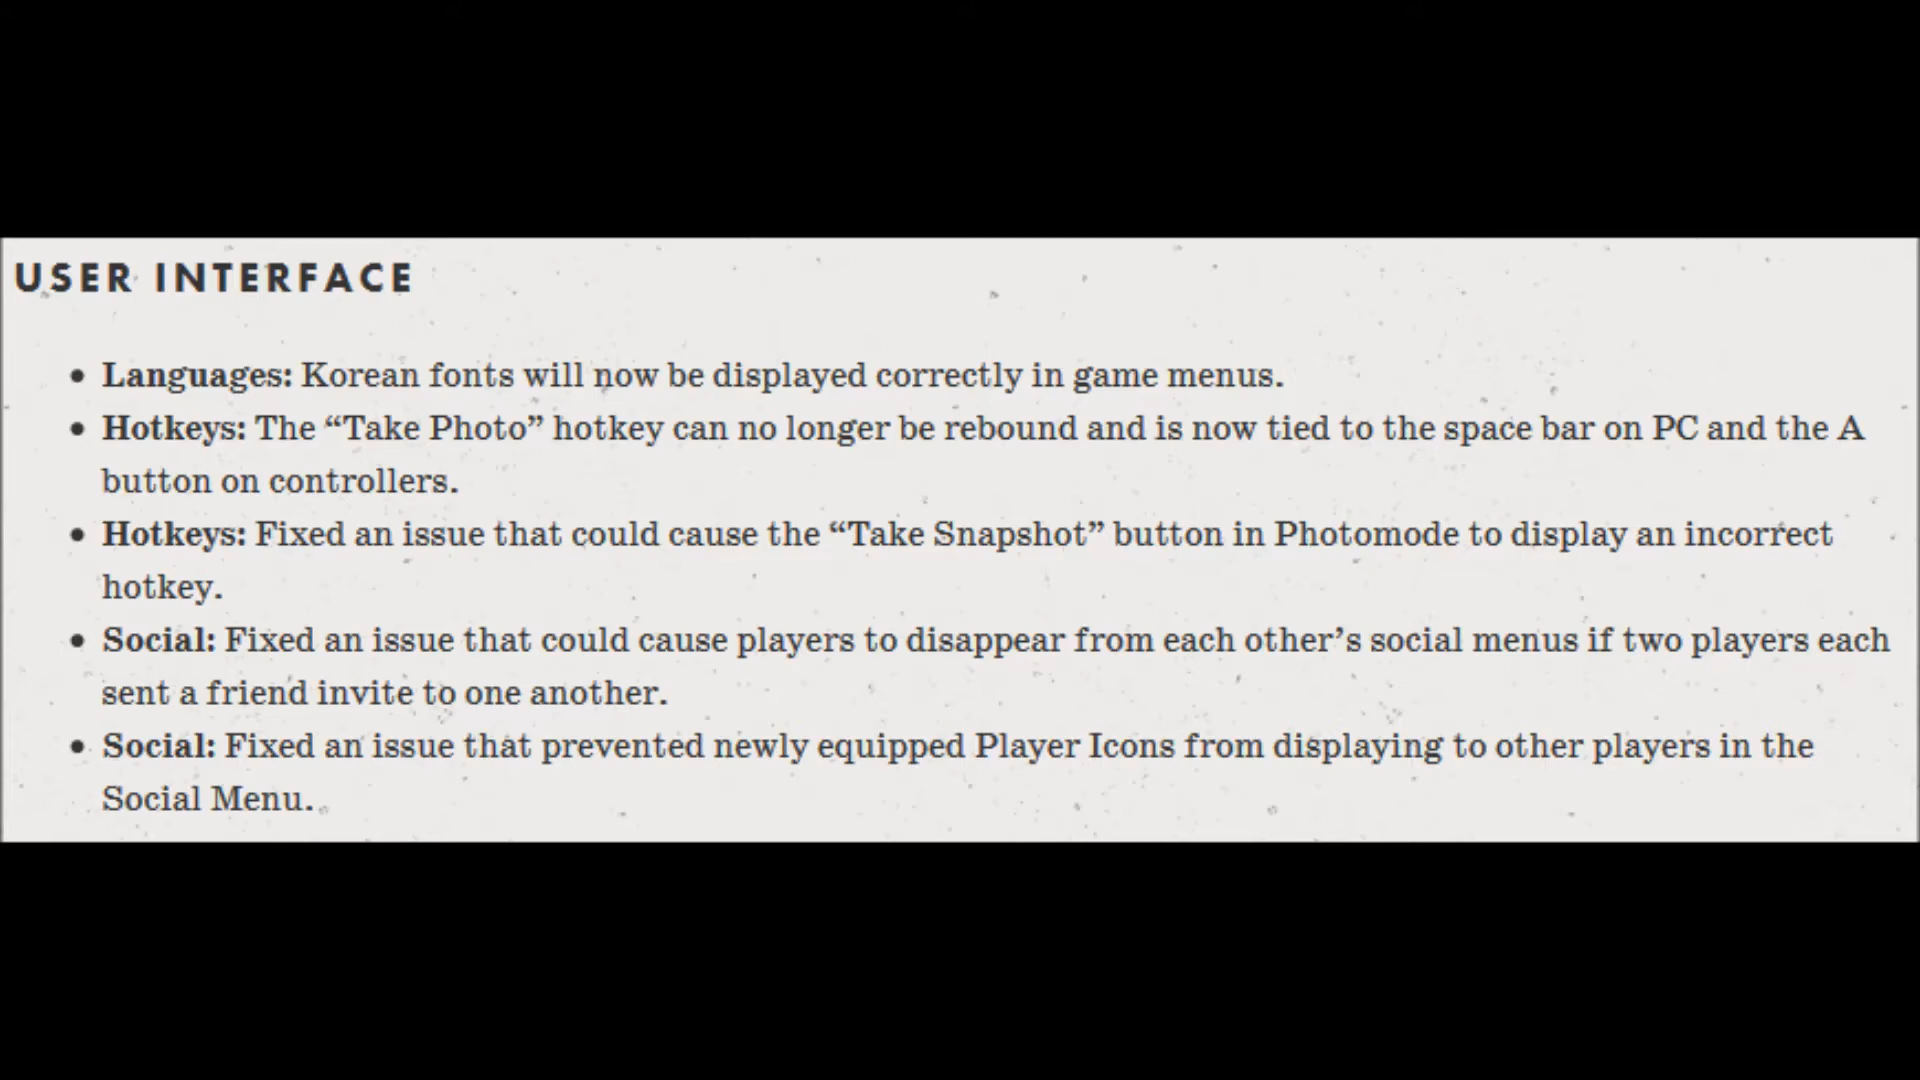 USER INTERFACE
• Languages: Korean fonts will now be displayed correctly in game menus.
• Hotkeys: The “Take Photo” hotkey can no longer be rebound and is now tied to the space bar on PC and the A
button on controllers.
• Hotkeys: Fixed an issue that could cause the “Take Snapshot” button in Photomode to display an incorrect
hotkey.
• Social: Fixed an issue that could cause players to disappear from each other’s social menus if two players each
sent a friend invite to one another.
• Social: Fixed an issue that prevented newly equipped Player Icons from displaying to other players in the
Social Menu.